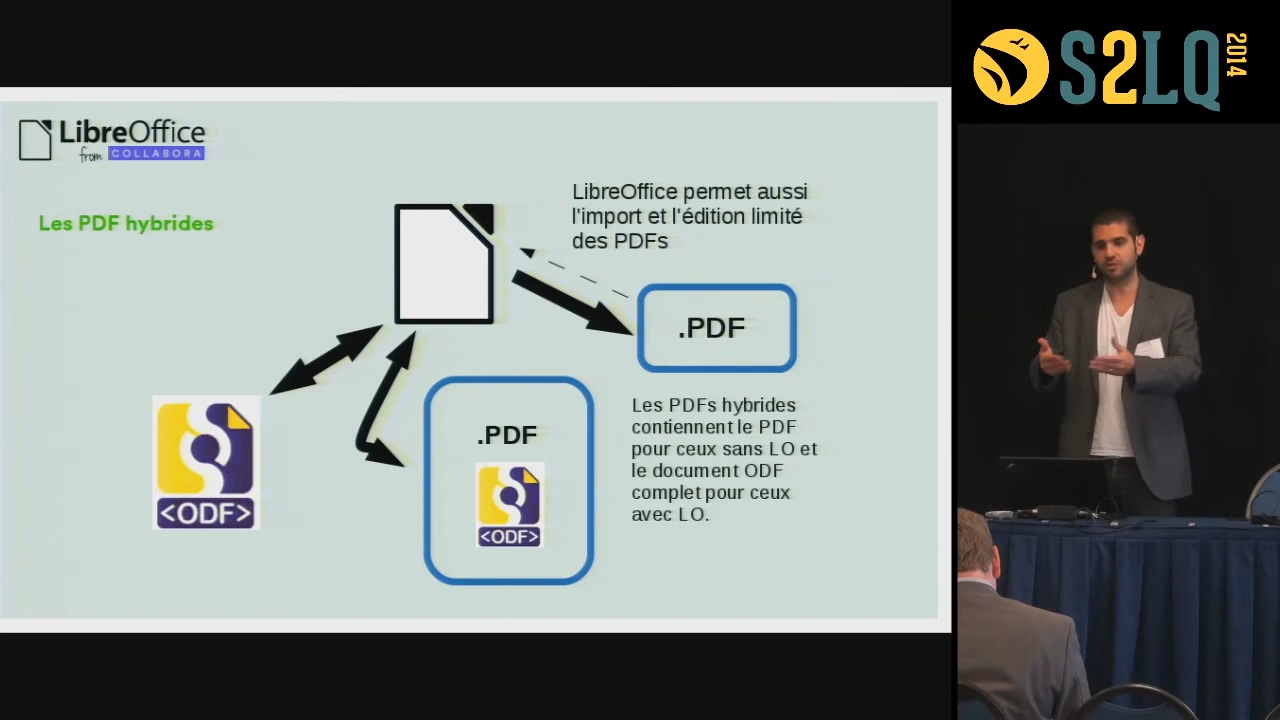 S2LQ 2014
LibreOffice
from COLLABORA
Les PDF hybrides
LibreOffice permet aussi
l'import et l'édition limité
des PDFs
.PDF
.PDF
<ODF>
<ODF>
Les PDFs hybrides
contiennent le PDF
pour ceux sans LO et
le document ODF
complet pour ceux
avec LO.